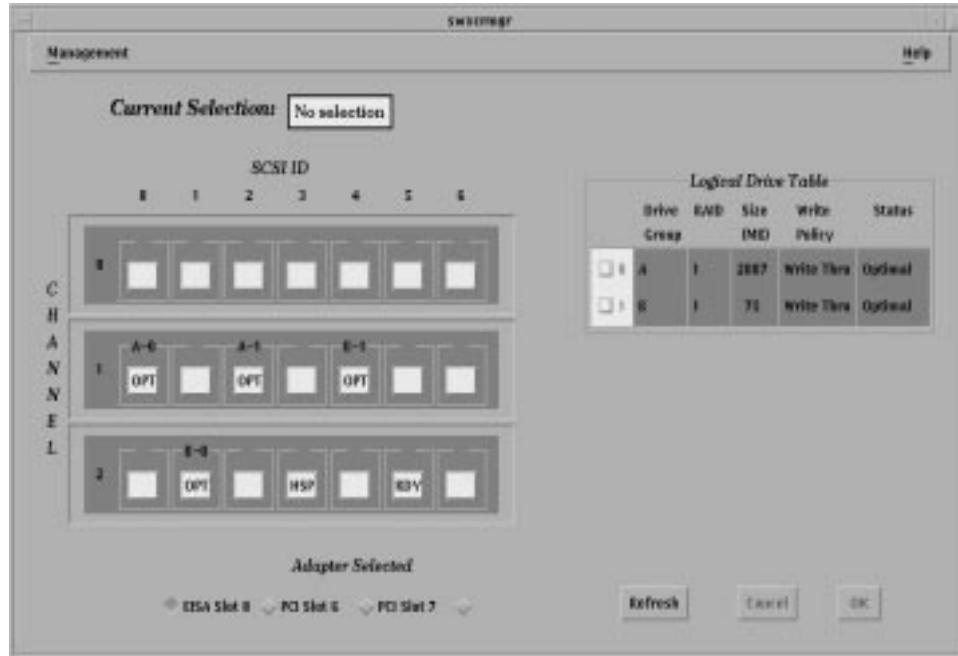 swxcrmgr
Management Help
Current Selection: No selection
SCSI ID
0 1 2 3 4 5 6
Logical Drive Table
Drive Group RAID Size (MB) Write Policy Status
0 A 1 2007 Write Thru Optimal
1 B 1 71 Write Thru Optimal
CHANNEL
0
A-0 A-1 B-1
1 OPT OPT OPT
B-0
2 OPT HSP RDY
Adapter Selected
EISA Slot 8 PCI Slot 6 PCI Slot 7
Refresh Cancel OK